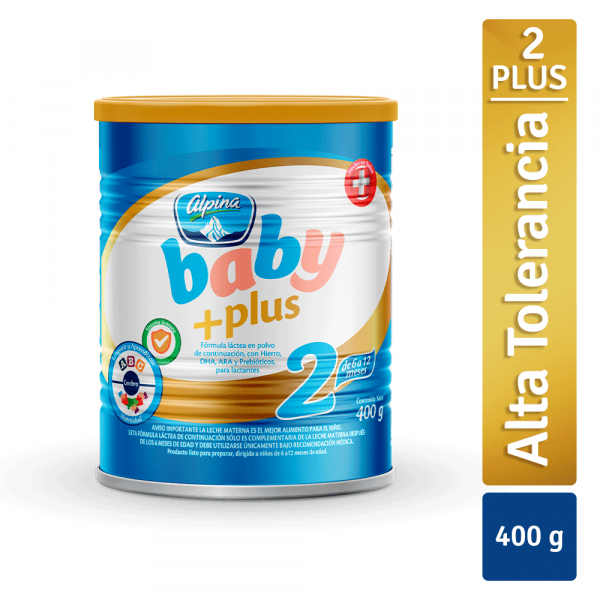 alpina
baby
+plus
Fórmula láctea en polvo
de continuación, con Hierro,
DHA, ARA y Prebióticos,
para lactantes
2
de 6 a 12
meses
ABC
Cerebro
Contenido Neto:
400 g
AVISO IMPORTANTE LA LECHE MATERNA ES EL MEJOR ALIMENTO PARA EL NIÑO.
ESTA FÓRMULA LÁCTEA DE CONTINUACIÓN SÓLO ES COMPLEMENTARIA DE LA LECHE MATERNA DESPUÉS
DE LOS 6 MESES DE EDAD Y DEBE UTILIZARSE ÚNICAMENTE BAJO RECOMENDACIÓN MÉDICA.
Producto listo para preparar, dirigido a niños de 6 a 12 meses de edad.
2
PLUS
Alta Tolerancia
400 g